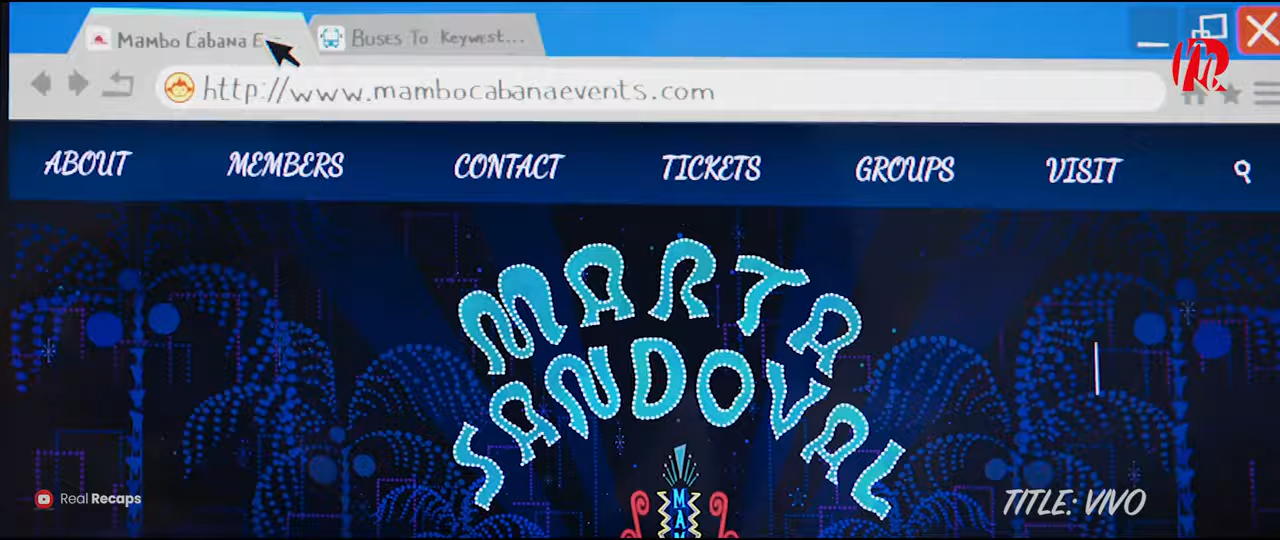 Mambo Cabana E
Buses To Keywest...
http://www.mambocabanaevents.com
ABOUT MEMBERS CONTACT TICKETS GROUPS VISIT
MARTA
SANDOVAL
MA
Real Recaps
TITLE: VIVO